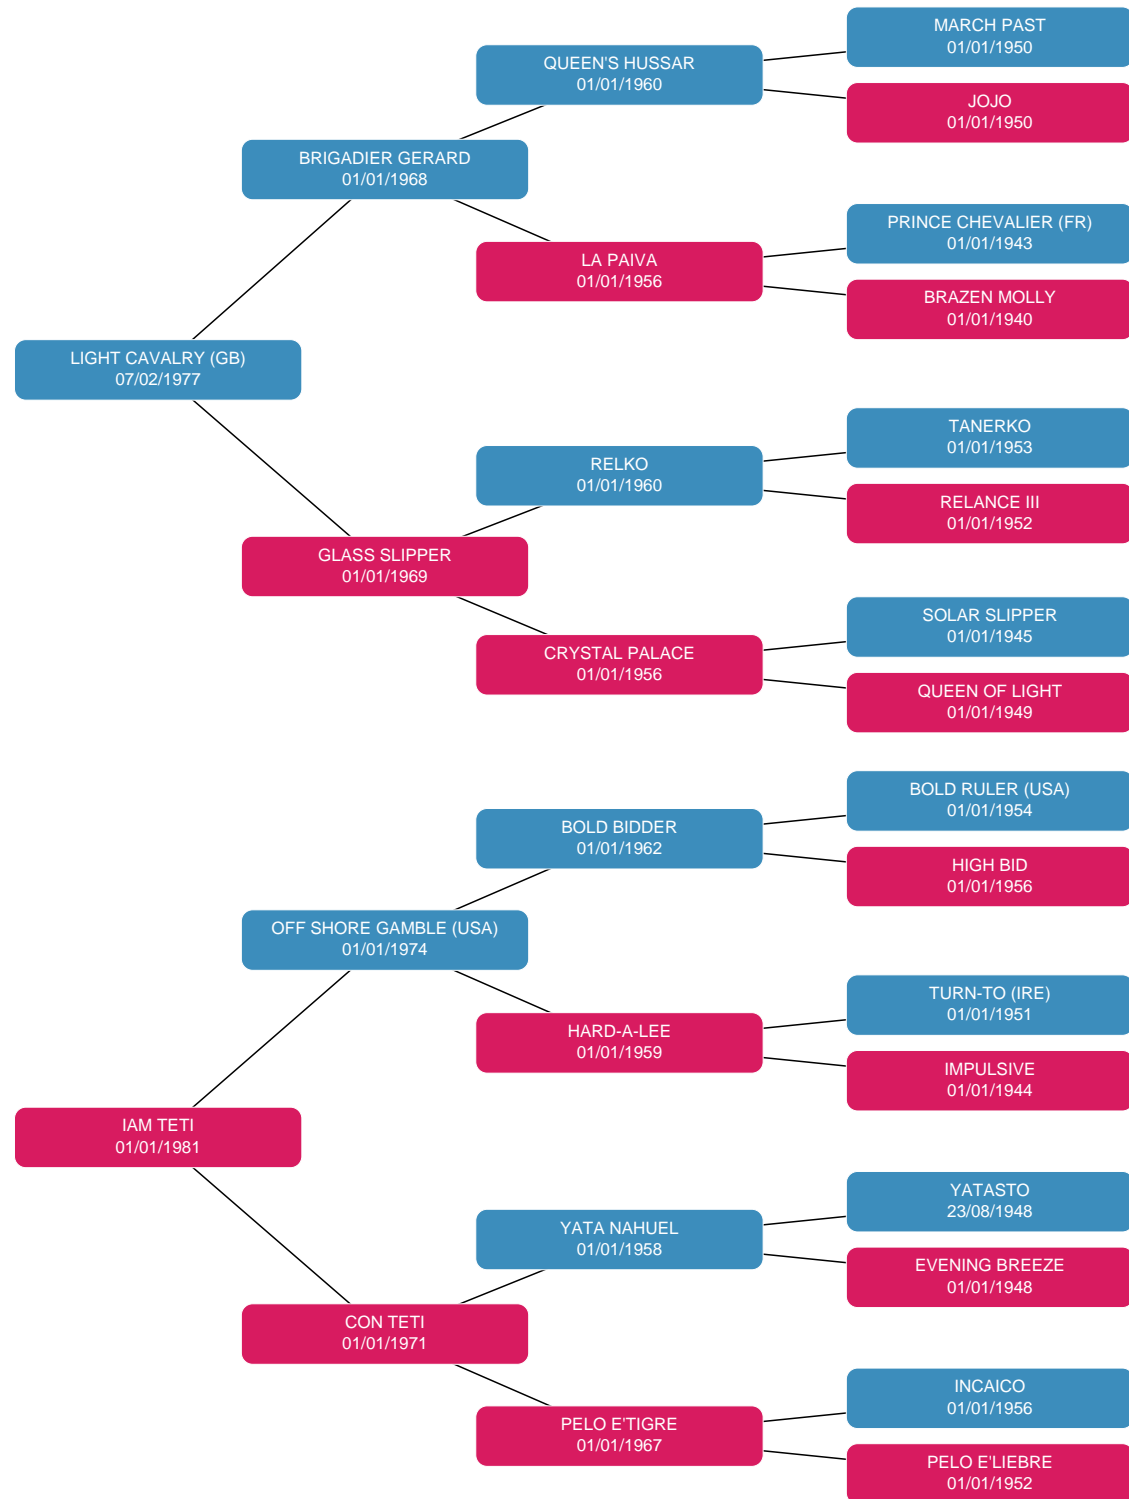 MARCH PAST
01/01/1950
QUEEN'S HUSSAR
01/01/1960
JOJO
01/01/1950
BRIGADIER GERARD
01/01/1968
PRINCE CHEVALIER (FR)
01/01/1943
LA PAIVA
01/01/1956
BRAZEN MOLLY
01/01/1940
LIGHT CAVALRY (GB)
07/02/1977
TANERKO
01/01/1953
RELKO
01/01/1960
RELANCE III
01/01/1952
GLASS SLIPPER
01/01/1969
SOLAR SLIPPER
01/01/1945
CRYSTAL PALACE
01/01/1956
QUEEN OF LIGHT
01/01/1949
BOLD RULER (USA)
01/01/1954
BOLD BIDDER
01/01/1962
HIGH BID
01/01/1956
OFF SHORE GAMBLE (USA)
01/01/1974
TURN-TO (IRE)
01/01/1951
HARD-A-LEE
01/01/1959
IMPULSIVE
01/01/1944
IAM TETI
01/01/1981
YATASTO
23/08/1948
YATA NAHUEL
01/01/1958
EVENING BREEZE
01/01/1948
CON TETI
01/01/1971
INCAICO
01/01/1956
PELO E'TIGRE
01/01/1967
PELO E'LIEBRE
01/01/1952